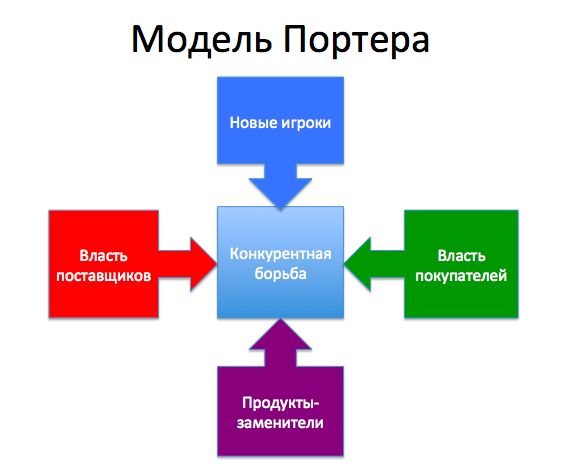 Модель Портера
Новые игроки
Власть
поставщиков
Конкурентная
борьба
Власть
покупателей
Продукты-
заменители